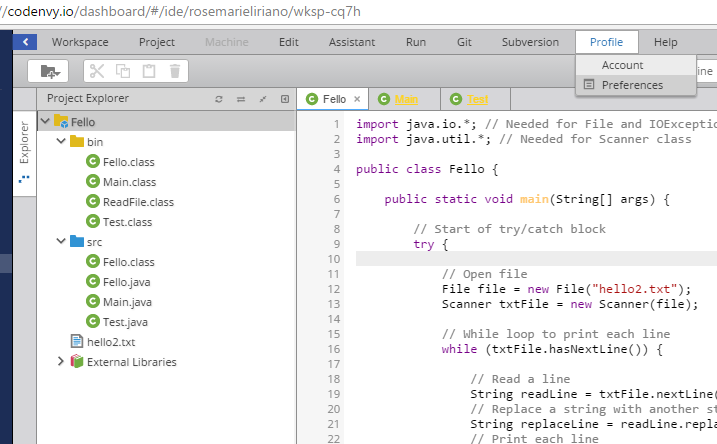 //codenvy.io/dashboard/#/ide/rosemarieliriano/wksp-cq7h
Workspace Project Machine Edit Assistant Run Git Subversion Profile Help
Account
Preferences
Project Explorer
Explorer
Fello
bin
Fello.class
Main.class
ReadFile.class
Test.class
src
Fello.class
Fello.java
Main.java
Test.java
hello2.txt
External Libraries
Fello Main Test
1 import java.io.*; // Needed for File and IOExceptio
2 import java.util.*; // Needed for Scanner class
3
4 public class Fello {
5
6 public static void main(String[] args) {
7
8 // Start of try/catch block
9 try {
10
11 // Open file
12 File file = new File("hello2.txt");
13 Scanner txtFile = new Scanner(file);
14
15 // While loop to print each line
16 while (txtFile.hasNextLine()) {
17
18 // Read a line
19 String readLine = txtFile.nextLine(
20 // Replace a string with another st
21 String replaceLine = readLine.repla
22 // Print each line